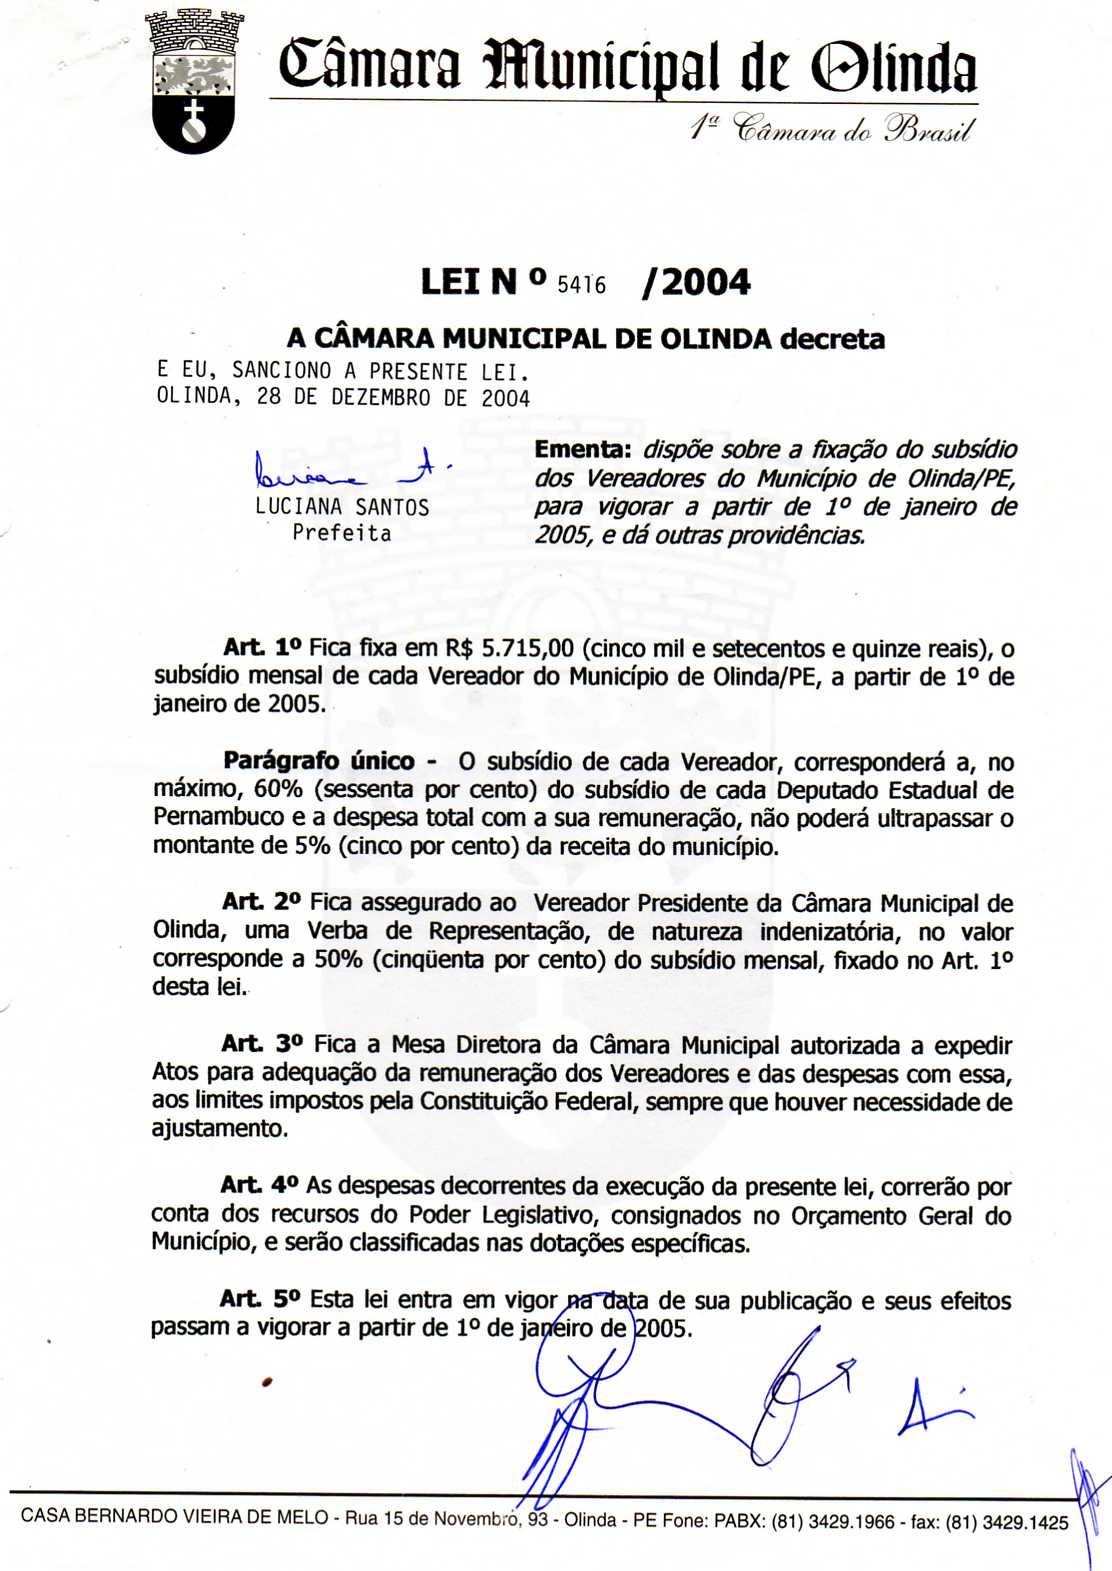 Câmara Municipal de Olinda
1ª Câmara do Brasil
LEI N º 5416 /2004
A CÂMARA MUNICIPAL DE OLINDA decreta
E EU, SANCIONO A PRESENTE LEI.
OLINDA, 28 DE DEZEMBRO DE 2004
LUCIANA SANTOS
Prefeita
Ementa: dispõe sobre a fixação do subsídio
dos Vereadores do Município de Olinda/PE,
para vigorar a partir de 1º de janeiro de
2005, e dá outras providências.
Art. 1º Fica fixa em R$ 5.715,00 (cinco mil e setecentos e quinze reais), o
subsídio mensal de cada Vereador do Município de Olinda/PE, a partir de 1º de
janeiro de 2005.
Parágrafo único - O subsídio de cada Vereador, corresponderá a, no
máximo, 60% (sessenta por cento) do subsídio de cada Deputado Estadual de
Pernambuco e a despesa total com a sua remuneração, não poderá ultrapassar o
montante de 5% (cinco por cento) da receita do município.
Art. 2º Fica assegurado ao Vereador Presidente da Câmara Municipal de
Olinda, uma Verba de Representação, de natureza indenizatória, no valor
corresponde a 50% (cinqüenta por cento) do subsídio mensal, fixado no Art. 1º
desta lei.
Art. 3º Fica a Mesa Diretora da Câmara Municipal autorizada a expedir
Atos para adequação da remuneração dos Vereadores e das despesas com essa,
aos limites impostos pela Constituição Federal, sempre que houver necessidade de
ajustamento.
Art. 4º As despesas decorrentes da execução da presente lei, correrão por
conta dos recursos do Poder Legislativo, consignados no Orçamento Geral do
Município, e serão classificadas nas dotações específicas.
Art. 5º Esta lei entra em vigor na data de sua publicação e seus efeitos
passam a vigorar a partir de 1º de janeiro de 2005.
CASA BERNARDO VIEIRA DE MELO - Rua 15 de Novembro, 93 - Olinda - PE Fone: PABX: (81) 3429.1966 - fax: (81) 3429.1425